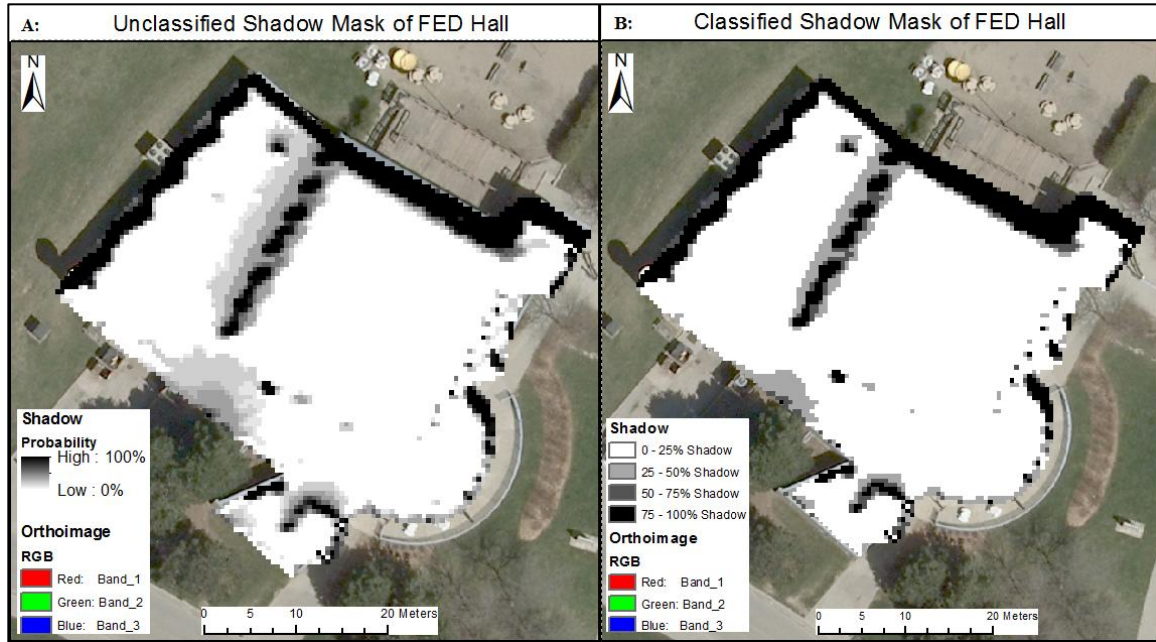 A: Unclassified Shadow Mask of FED Hall
N
Shadow
Probability
High : 100%
Low : 0%
Orthoimage
RGB
Red: Band_1
Green: Band_2
Blue: Band_3
0 5 10 20 Meters
B: Classified Shadow Mask of FED Hall
N
Shadow
0 - 25% Shadow
25 - 50% Shadow
50 - 75% Shadow
75 - 100% Shadow
Orthoimage
RGB
Red: Band_1
Green: Band_2
Blue: Band_3
0 5 10 20 Meters